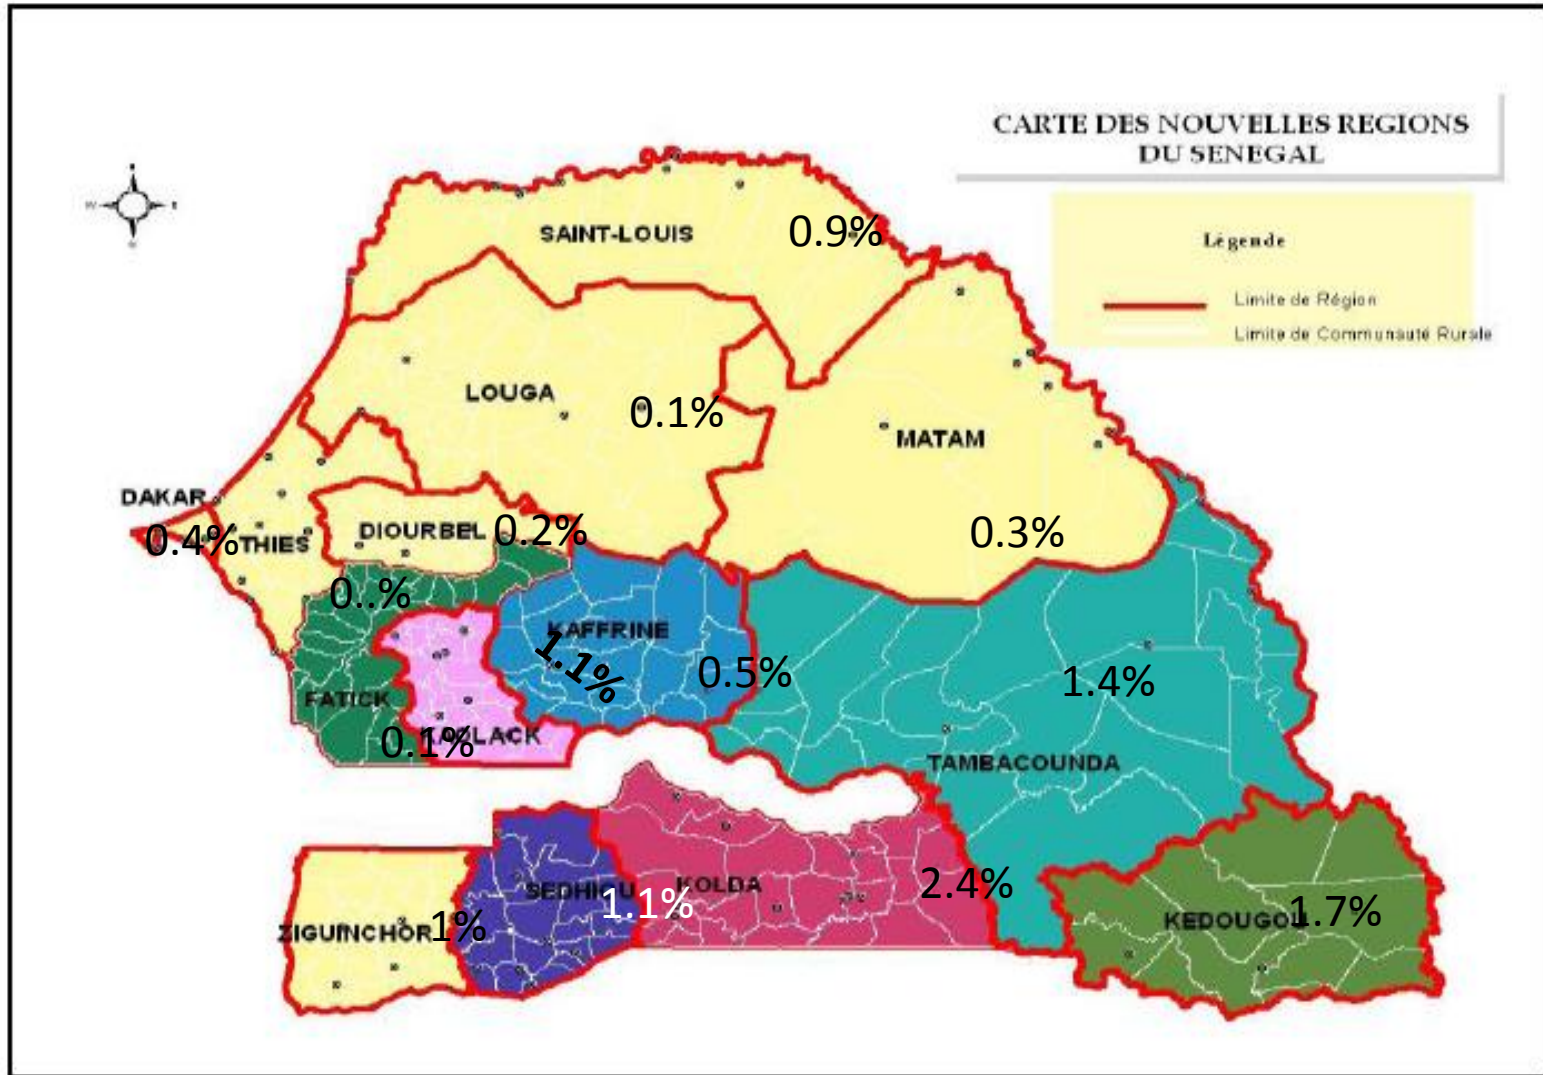 CARTE DES NOUVELLES REGIONS
DU SENEGAL
Légende
Limite de Région
Limite de Communauté Rurale
SAINT-LOUIS
0.9%
LOUGA
0.1%
MATAM
0.3%
DAKAR
0.4%
THIES
DIOURBEL
0.2%
0..%
KAFFRINE
1.1%
0.5%
1.4%
FATICK
0.1%
KAOLACK
TAMBACOUNDA
SEDHIOU
1.1%
KOLDA
2.4%
ZIGUINCHOR
1%
KEDOUGOU
1.7%